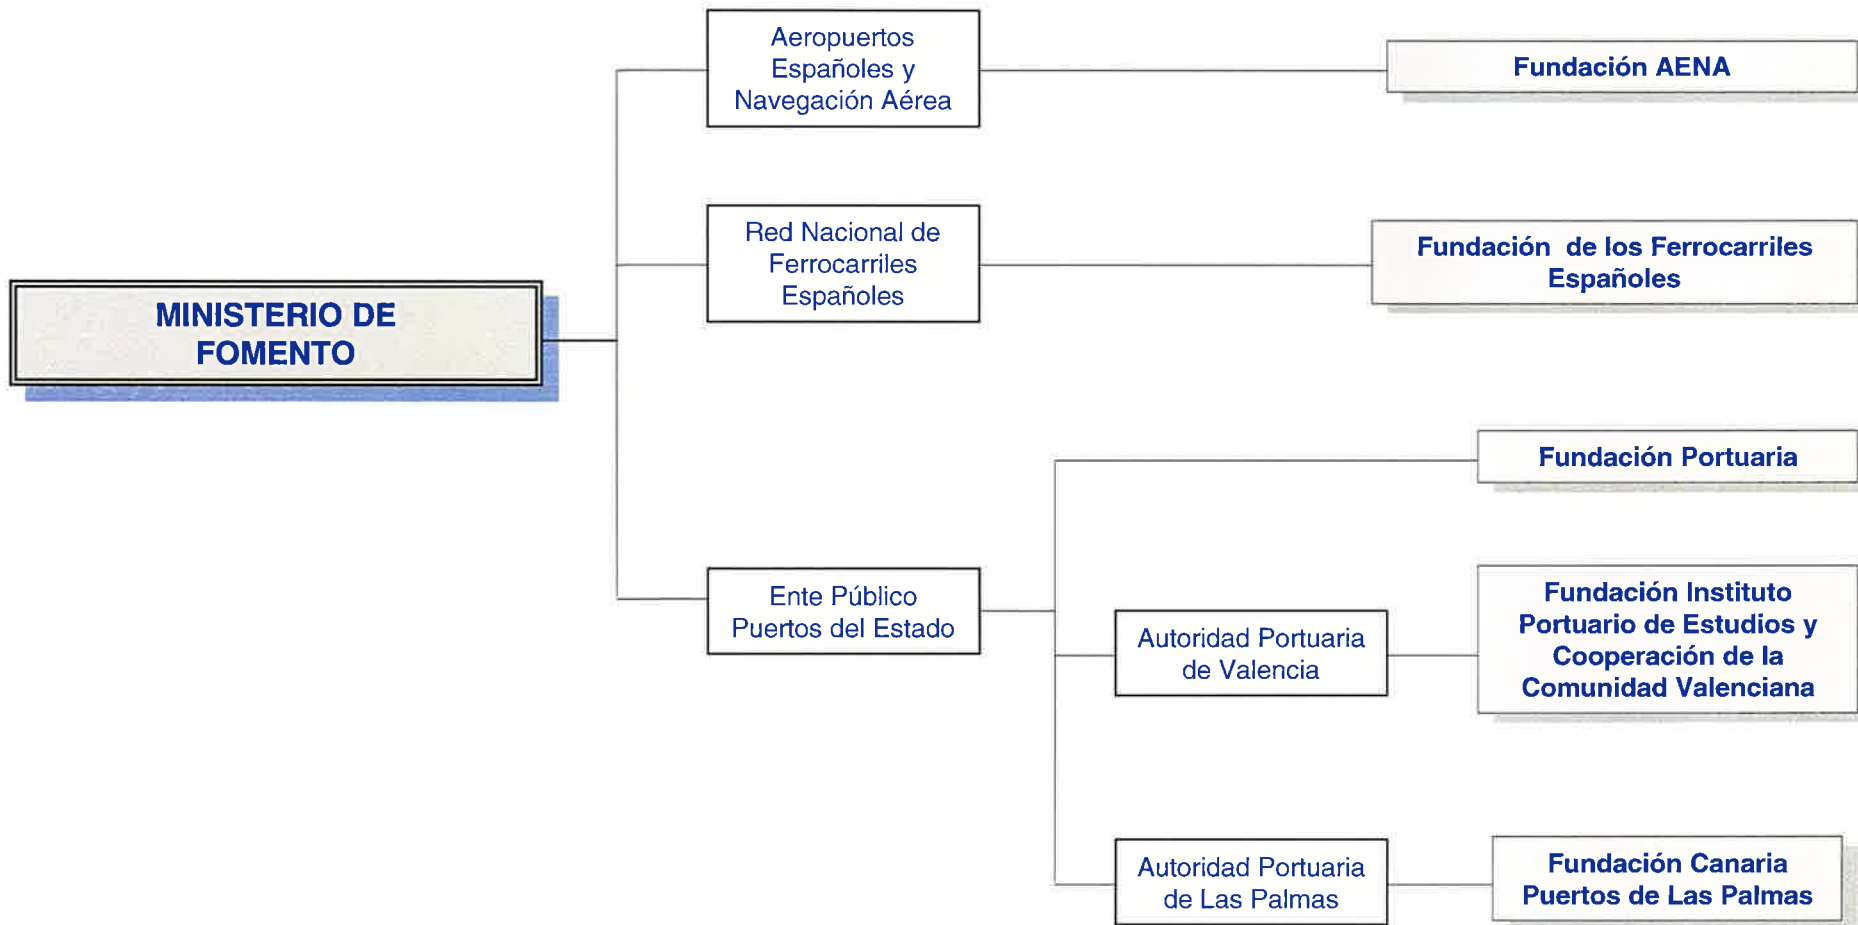 Aeropuertos
Españoles y
Navegación Aérea
Fundación AENA
Red Nacional de
Ferrocarriles
Españoles
Fundación de los Ferrocarriles
Españoles
MINISTERIO DE
FOMENTO
Fundación Portuaria
Ente Público
Puertos del Estado
Autoridad Portuaria
de Valencia
Fundación Instituto
Portuario de Estudios y
Cooperación de la
Comunidad Valenciana
Autoridad Portuaria
de Las Palmas
Fundación Canaria
Puertos de Las Palmas